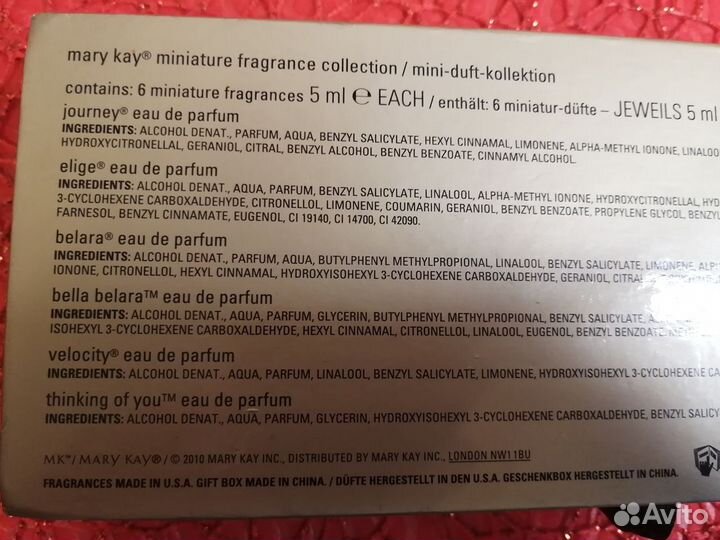 mary kay® miniature fragrance collection / mini-duft-kollektion
contains: 6 miniature fragrances 5 ml ℮ EACH / enthält: 6 miniatur-düfte – JEWEILS 5 ml
journey® eau de parfum
INGREDIENTS: ALCOHOL DENAT., PARFUM, AQUA, BENZYL SALICYLATE, HEXYL CINNAMAL, LIMONENE, ALPHA-METHYL IONONE, LINALOO
HYDROXYCITRONELLAL, GERANIOL, CITRAL, BENZYL ALCOHOL, BENZYL BENZOATE, CINNAMYL ALCOHOL.
elige® eau de parfum
INGREDIENTS: ALCOHOL DENAT., AQUA, PARFUM, BENZYL SALICYLATE, LINALOOL, ALPHA-METHYL IONONE, HYDROXYCITRONELLAL, HYD
3-CYCLOHEXENE CARBOXALDEHYDE, CITRONELLOL, LIMONENE, COUMARIN, GERANIOL, BENZYL BENZOATE, PROPYLENE GLYCOL, BUTYL
FARNESOL, BENZYL CINNAMATE, EUGENOL, CI 19140, CI 14700, CI 42090.
belara® eau de parfum
INGREDIENTS: ALCOHOL DENAT., PARFUM, AQUA, BUTYLPHENYL METHYLPROPIONAL, LINALOOL, BENZYL SALICYLATE, LIMONENE, ALP
IONONE, CITRONELLOL, HEXYL CINNAMAL, HYDROXYISOHEXYL 3-CYCLOHEXENE CARBOXALDEHYDE, GERANIOL, CITRAL
bella belara™ eau de parfum
INGREDIENTS: ALCOHOL DENAT., AQUA, PARFUM, GLYCERIN, BUTYLPHENYL METHYLPROPIONAL, BENZYL SALICYLATE,
ISOHEXYL 3-CYCLOHEXENE CARBOXALDEHYDE, HEXYL CINNAMAL, CITRONELLOL, LINALOOL, EUGENOL, BENZYL BENZOATE
velocity® eau de parfum
INGREDIENTS: ALCOHOL DENAT., AQUA, PARFUM, LINALOOL, BENZYL SALICYLATE, LIMONENE, HYDROXYISOHEXYL 3-CYCLOHEXENE CA
thinking of you™ eau de parfum
INGREDIENTS: ALCOHOL DENAT., AQUA, PARFUM, GLYCERIN, HYDROXYISOHEXYL 3-CYCLOHEXENE CARBOXALDEHYDE, BENZYL SALICY
MK™/ MARY KAY® / © 2010 MARY KAY INC., DISTRIBUTED BY MARY KAY INC., LONDON NW1 1BU
FRAGRANCES MADE IN U.S.A. GIFT BOX MADE IN CHINA. / DÜFTE HERGESTELLT IN DEN U.S.A. GESCHENKBOX HERGESTELLT IN CHINA.
Avito